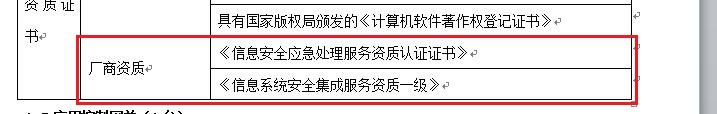 资质证
书
具有国家版权局颁发的《计算机软件著作权登记证书》
厂商资质
《信息安全应急处理服务资质认证证书》
《信息系统安全集成服务资质一级》